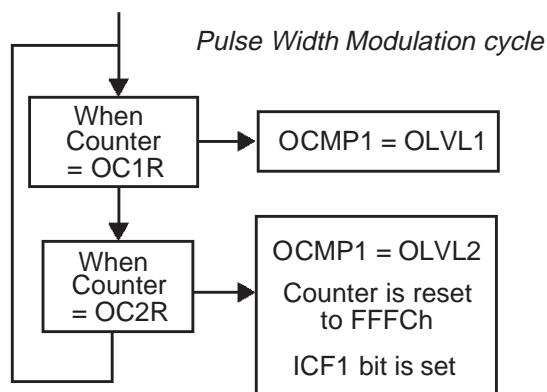 Pulse Width Modulation cycle
When
Counter
= OC1R
OCMP1 = OLVL1
When
Counter
= OC2R
OCMP1 = OLVL2
Counter is reset
to FFFCh
ICF1 bit is set